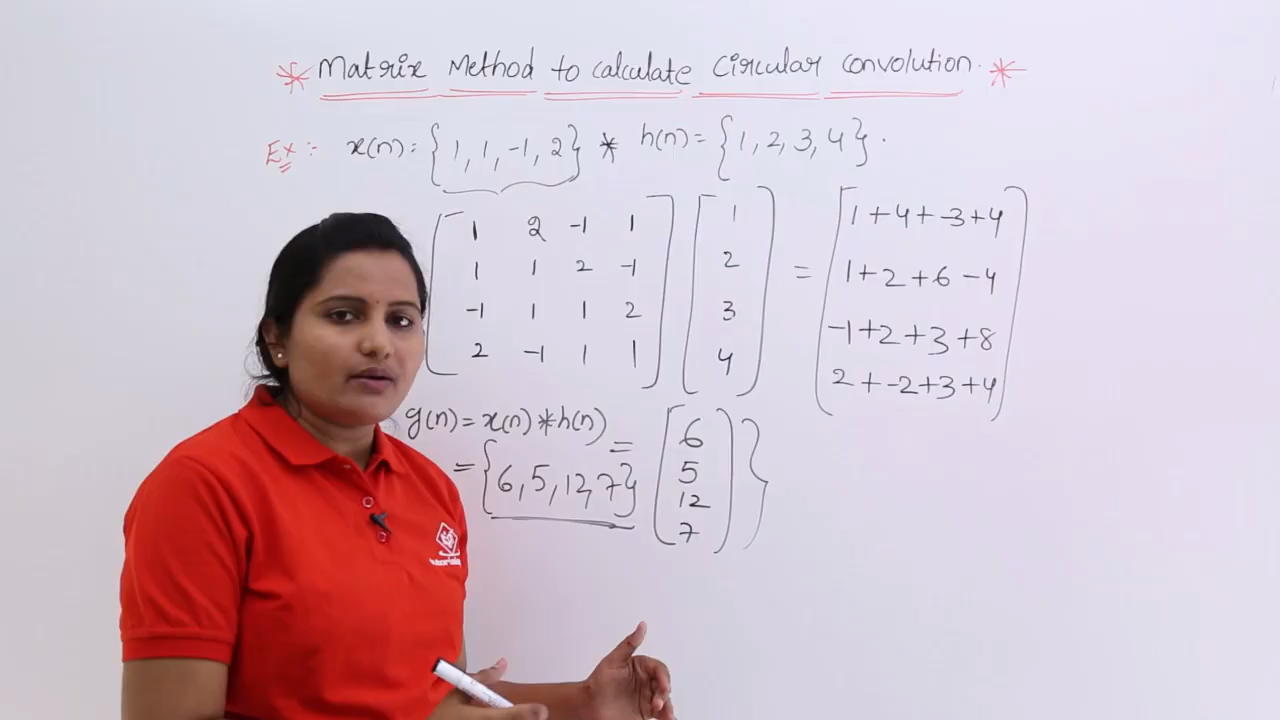 * Matrix Method to calculate Circular convolution. *
Ex:- x(n) = {1, 1, -1, 2} * h(n) = {1, 2, 3, 4}.
[1 2 -1 1] [1] [1+4+-3+4]
[1 1 2 -1] [2] = [1+2+6-4]
[-1 1 1 2] [3] [-1+2+3+8]
[2 -1 1 1] [4] [2+-2+3+4]
y(n) = x(n) * h(n) = [6
= {6, 5, 12, 7} 5
12
7] }